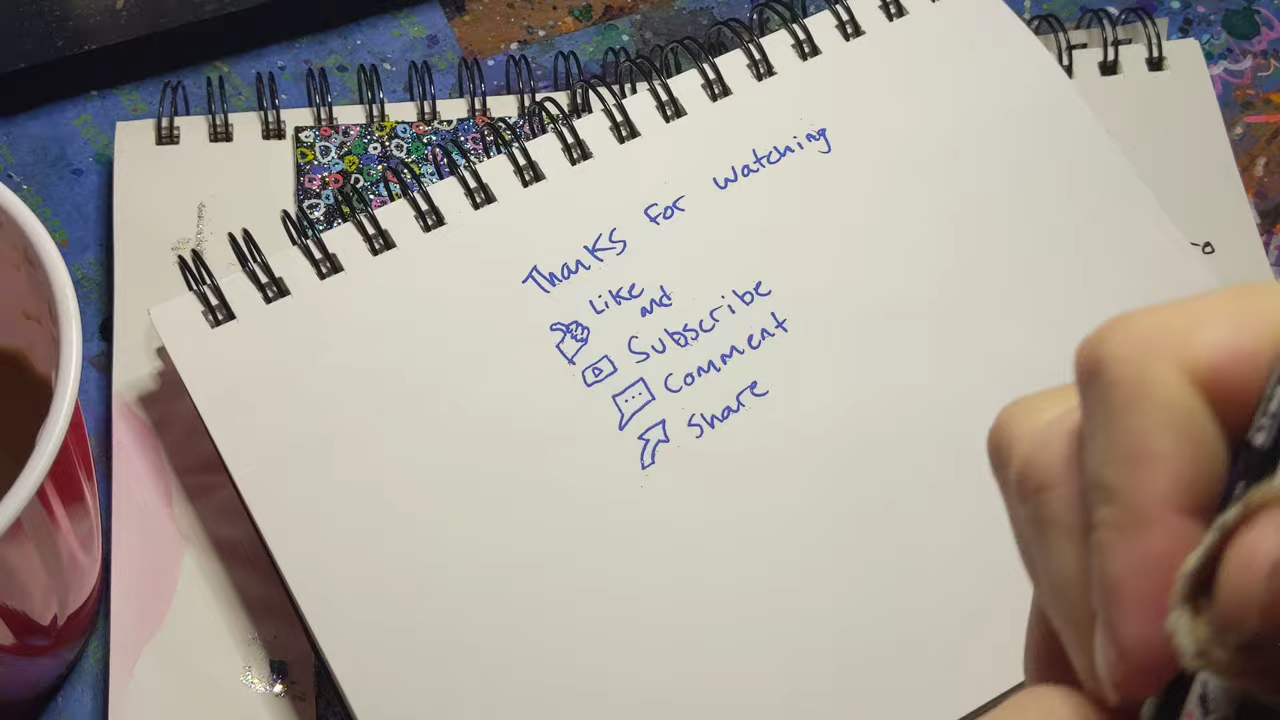 Thanks For Watching
Like
and
Subscribe
Comment
Share